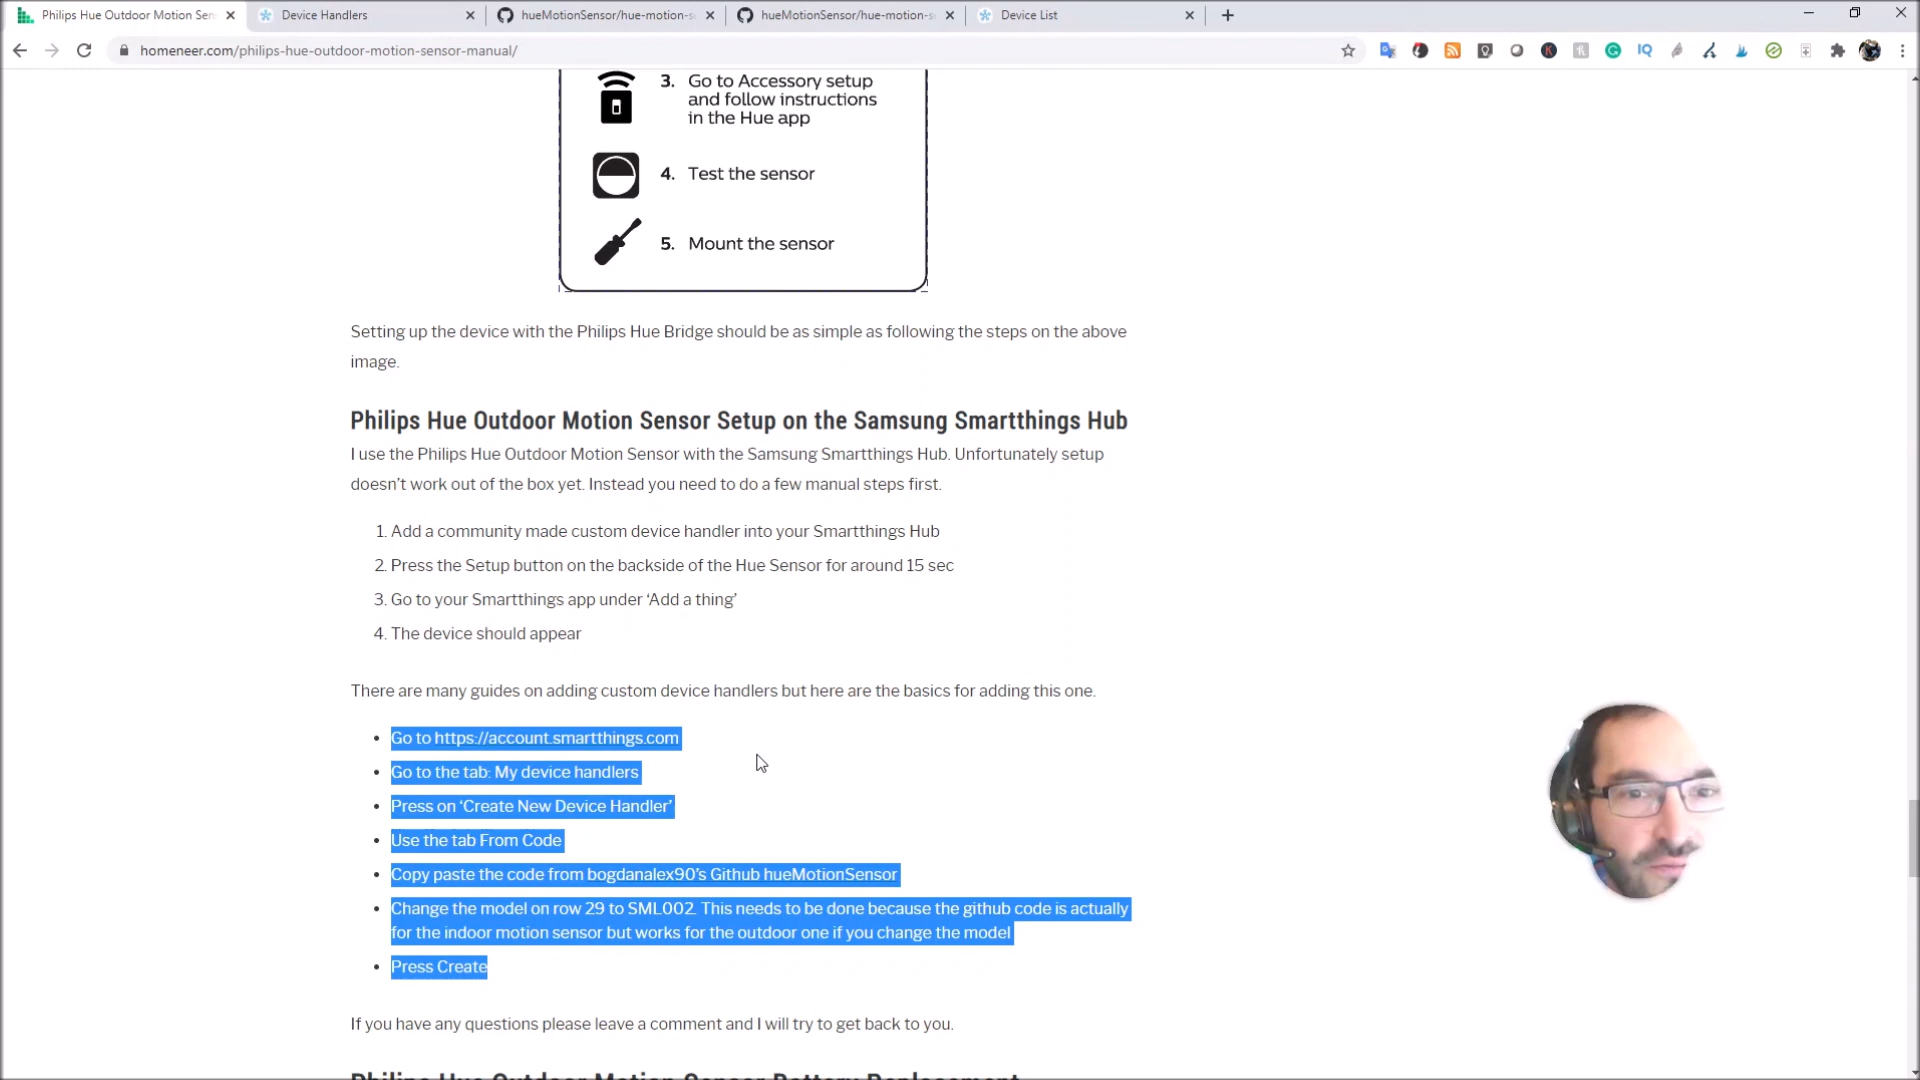 Philips Hue Outdoor Motion Sen
Device Handlers
hueMotionSensor/hue-motion-s
hueMotionSensor/hue-motion-s
Device List
homeneer.com/philips-hue-outdoor-motion-sensor-manual/
3. Go to Accessory setup
and follow instructions
in the Hue app
4. Test the sensor
5. Mount the sensor
Setting up the device with the Philips Hue Bridge should be as simple as following the steps on the above
image.
Philips Hue Outdoor Motion Sensor Setup on the Samsung Smartthings Hub
I use the Philips Hue Outdoor Motion Sensor with the Samsung Smartthings Hub. Unfortunately setup
doesn't work out of the box yet. Instead you need to do a few manual steps first.
1. Add a community made custom device handler into your Smartthings Hub
2. Press the Setup button on the backside of the Hue Sensor for around 15 sec
3. Go to your Smartthings app under ‘Add a thing’
4. The device should appear
There are many guides on adding custom device handlers but here are the basics for adding this one.
• Go to https://account.smartthings.com
• Go to the tab: My device handlers
• Press on ‘Create New Device Handler’
• Use the tab From Code
• Copy paste the code from bogdanalex90’s Github hueMotionSensor
• Change the model on row 29 to SML002. This needs to be done because the github code is actually
for the indoor motion sensor but works for the outdoor one if you change the model
• Press Create
If you have any questions please leave a comment and I will try to get back to you.
Philips Hue Outdoor Motion Sensor Battery Replacement